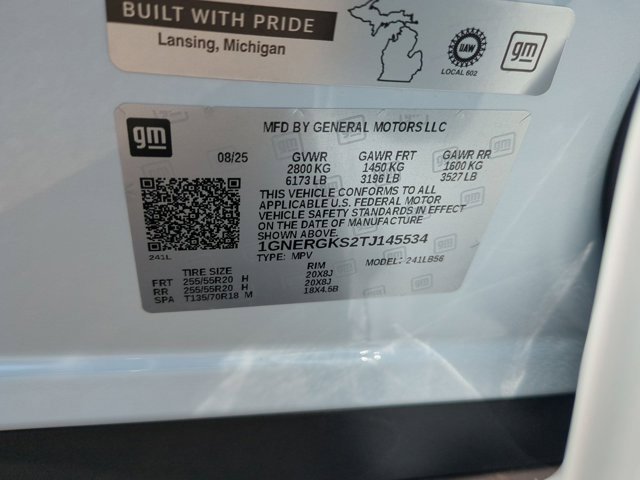 BUILT WITH PRIDE
Lansing, Michigan
UAW
LOCAL 602
gm
gm
MFD BY GENERAL MOTORS LLC
08/25 GVWR GAWR FRT GAWR RR
2800 KG 1450 KG 1600 KG
6173 LB 3196 LB 3527 LB
THIS VEHICLE CONFORMS TO ALL
APPLICABLE U.S. FEDERAL MOTOR
VEHICLE SAFETY STANDARDS IN EFFECT
ON THE DATE OF MANUFACTURE
SHOWN ABOVE.
1GNERGKS2TJ145534
241L TYPE: MPV MODEL: 241LB56
TIRE SIZE RIM
FRT 255/55R20 H 20X8J
RR 255/55R20 H 20X8J
SPA T135/70R18 M 18X4.5B